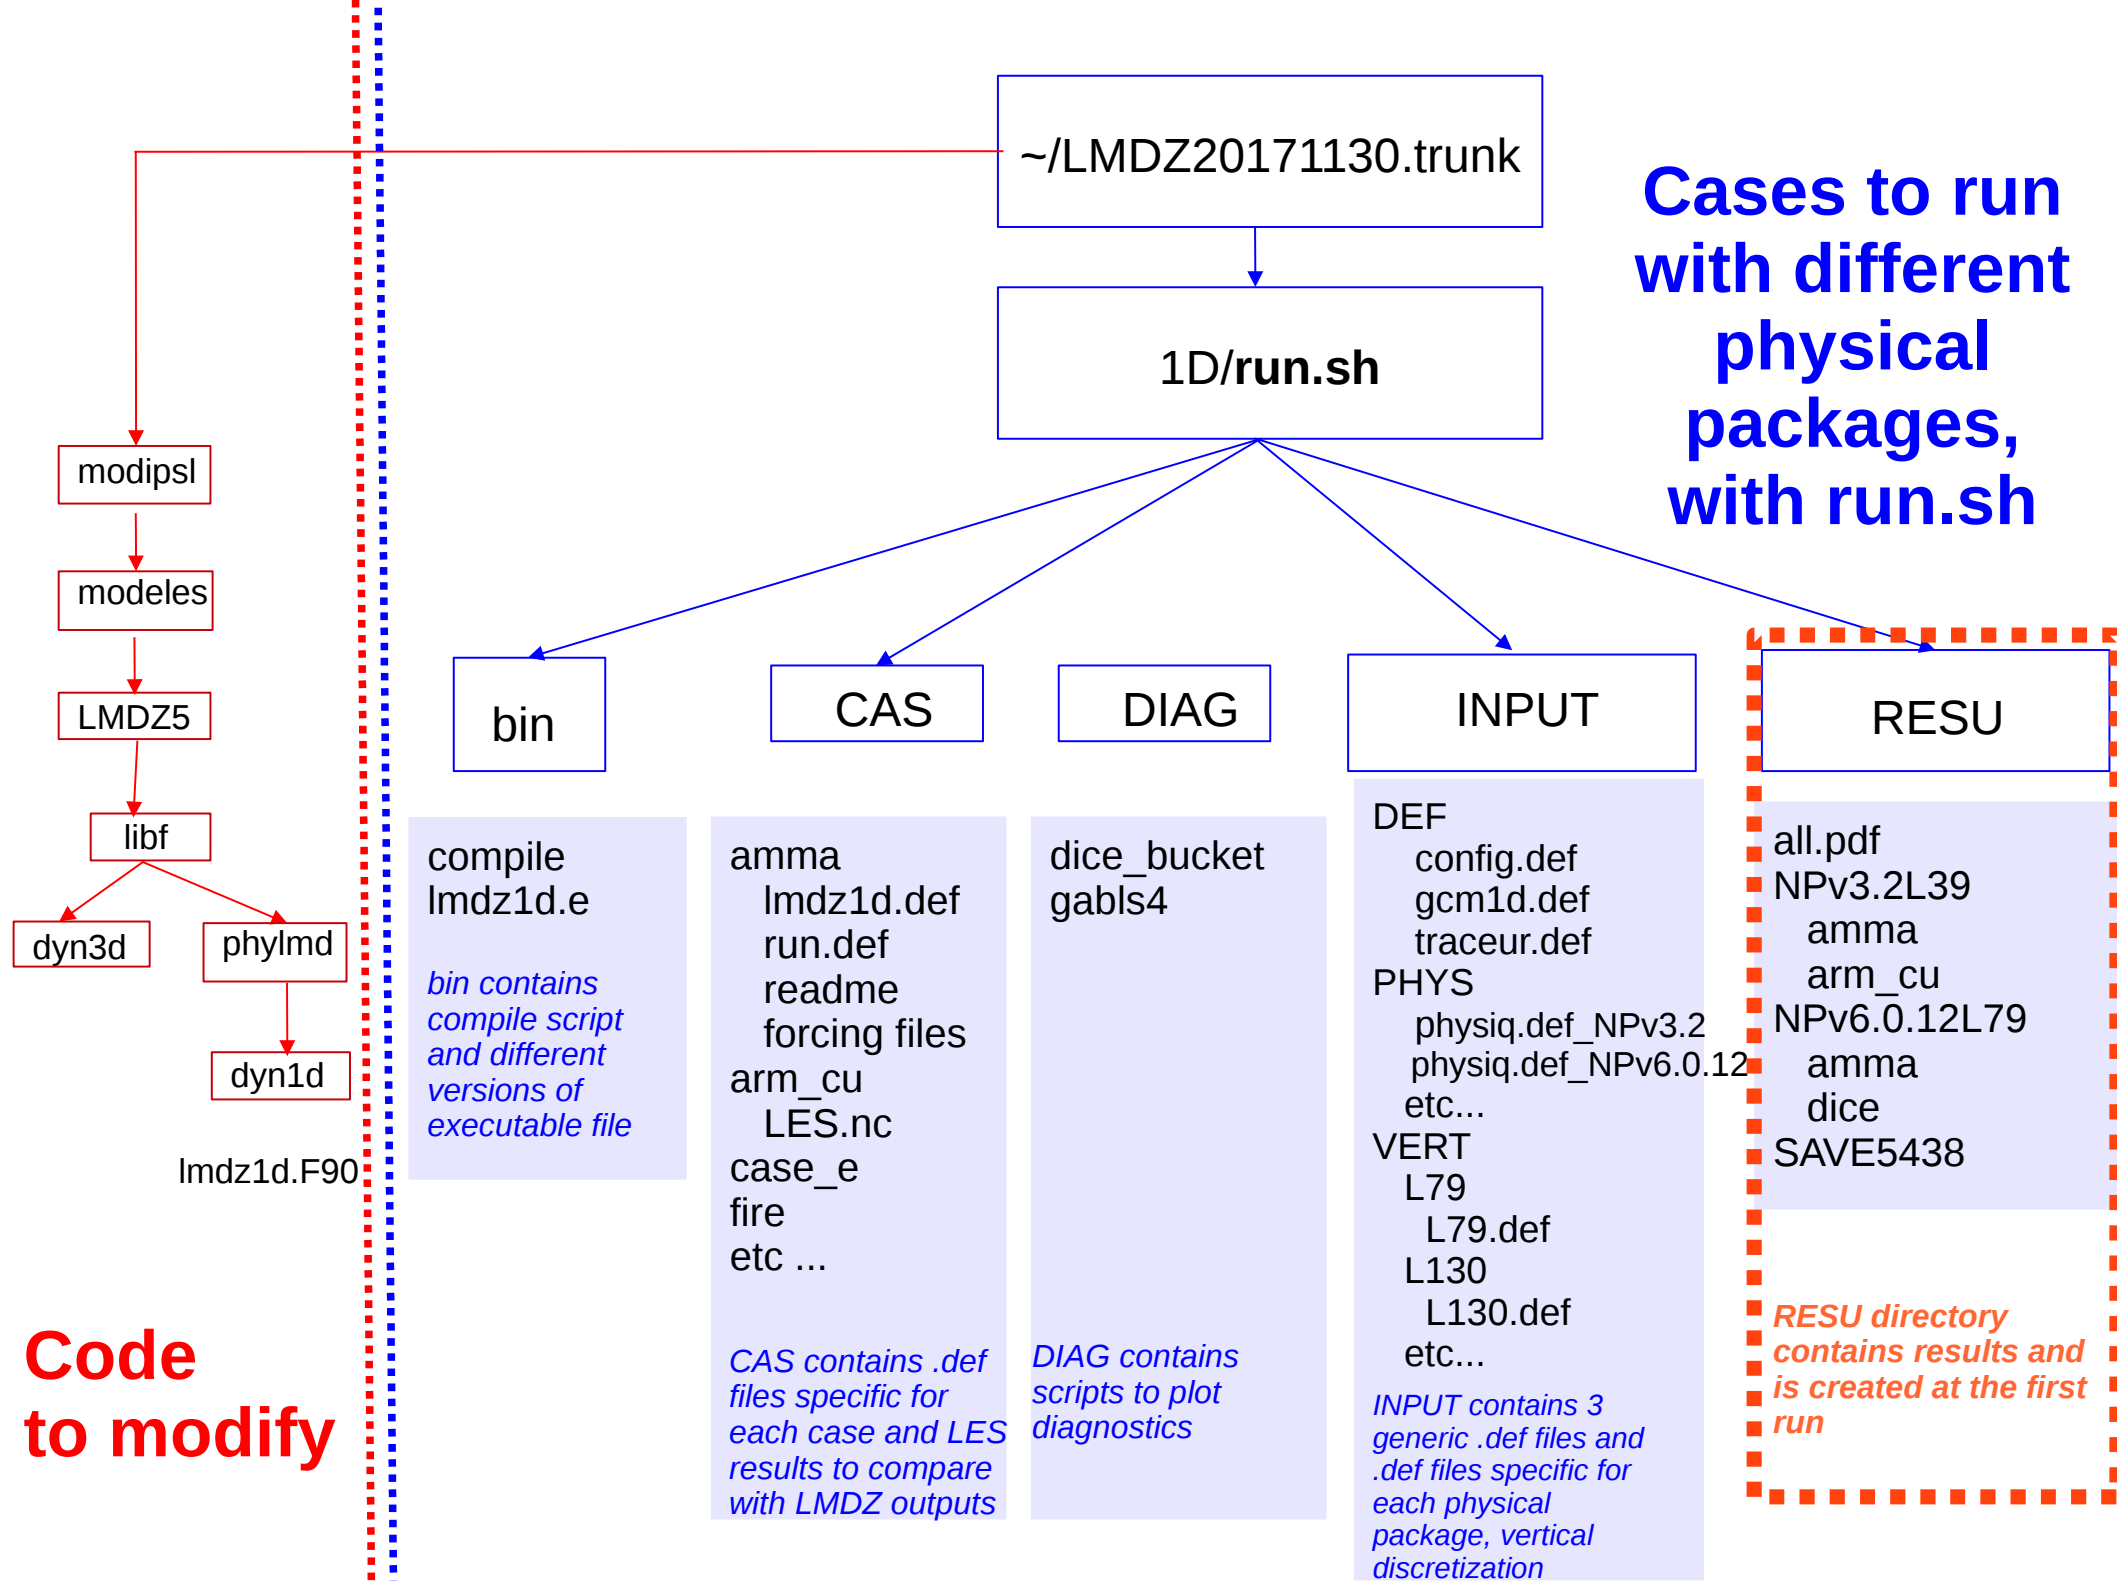 ~/LMDZ20171130.trunk
1D/run.sh
Cases to run
with different
physical
packages,
with run.sh
modipsl
modeles
LMDZ5
libf
dyn3d
phylmd
dyn1d
lmdz1d.F90
Code
to modify
bin
compile
lmdz1d.e
bin contains
compile script
and different
versions of
executable file
CAS
amma
lmdz1d.def
run.def
readme
forcing files
arm_cu
LES.nc
case_e
fire
etc ...
CAS contains .def
files specific for
each case and LES
results to compare
with LMDZ outputs
DIAG
dice_bucket
gabls4
DIAG contains
scripts to plot
diagnostics
INPUT
DEF
config.def
gcm1d.def
traceur.def
PHYS
physiq.def_NPv3.2
physiq.def_NPv6.0.12
etc...
VERT
L79
L79.def
L130
L130.def
etc...
INPUT contains 3
generic .def files and
.def files specific for
each physical
package, vertical
discretization
RESU
all.pdf
NPv3.2L39
amma
arm_cu
NPv6.0.12L79
amma
dice
SAVE5438
RESU directory
contains results and
is created at the first
run